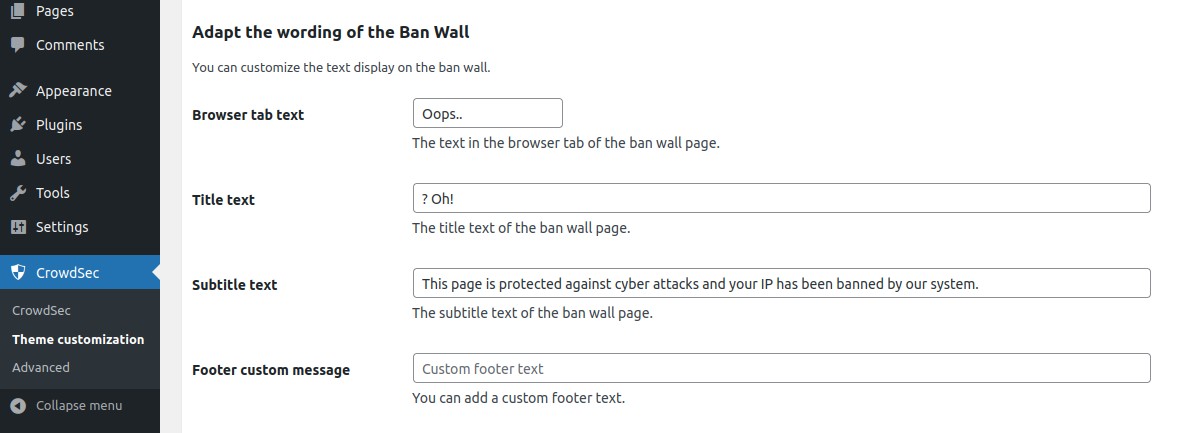 Pages
Comments
Appearance
Plugins
Users
Tools
Settings
CrowdSec
CrowdSec
Theme customization
Advanced
Collapse menu
Adapt the wording of the Ban Wall
You can customize the text display on the ban wall.
Browser tab text
Oops..
The text in the browser tab of the ban wall page.
Title text
? Oh!
The title text of the ban wall page.
Subtitle text
This page is protected against cyber attacks and your IP has been banned by our system.
The subtitle text of the ban wall page.
Footer custom message
Custom footer text
You can add a custom footer text.